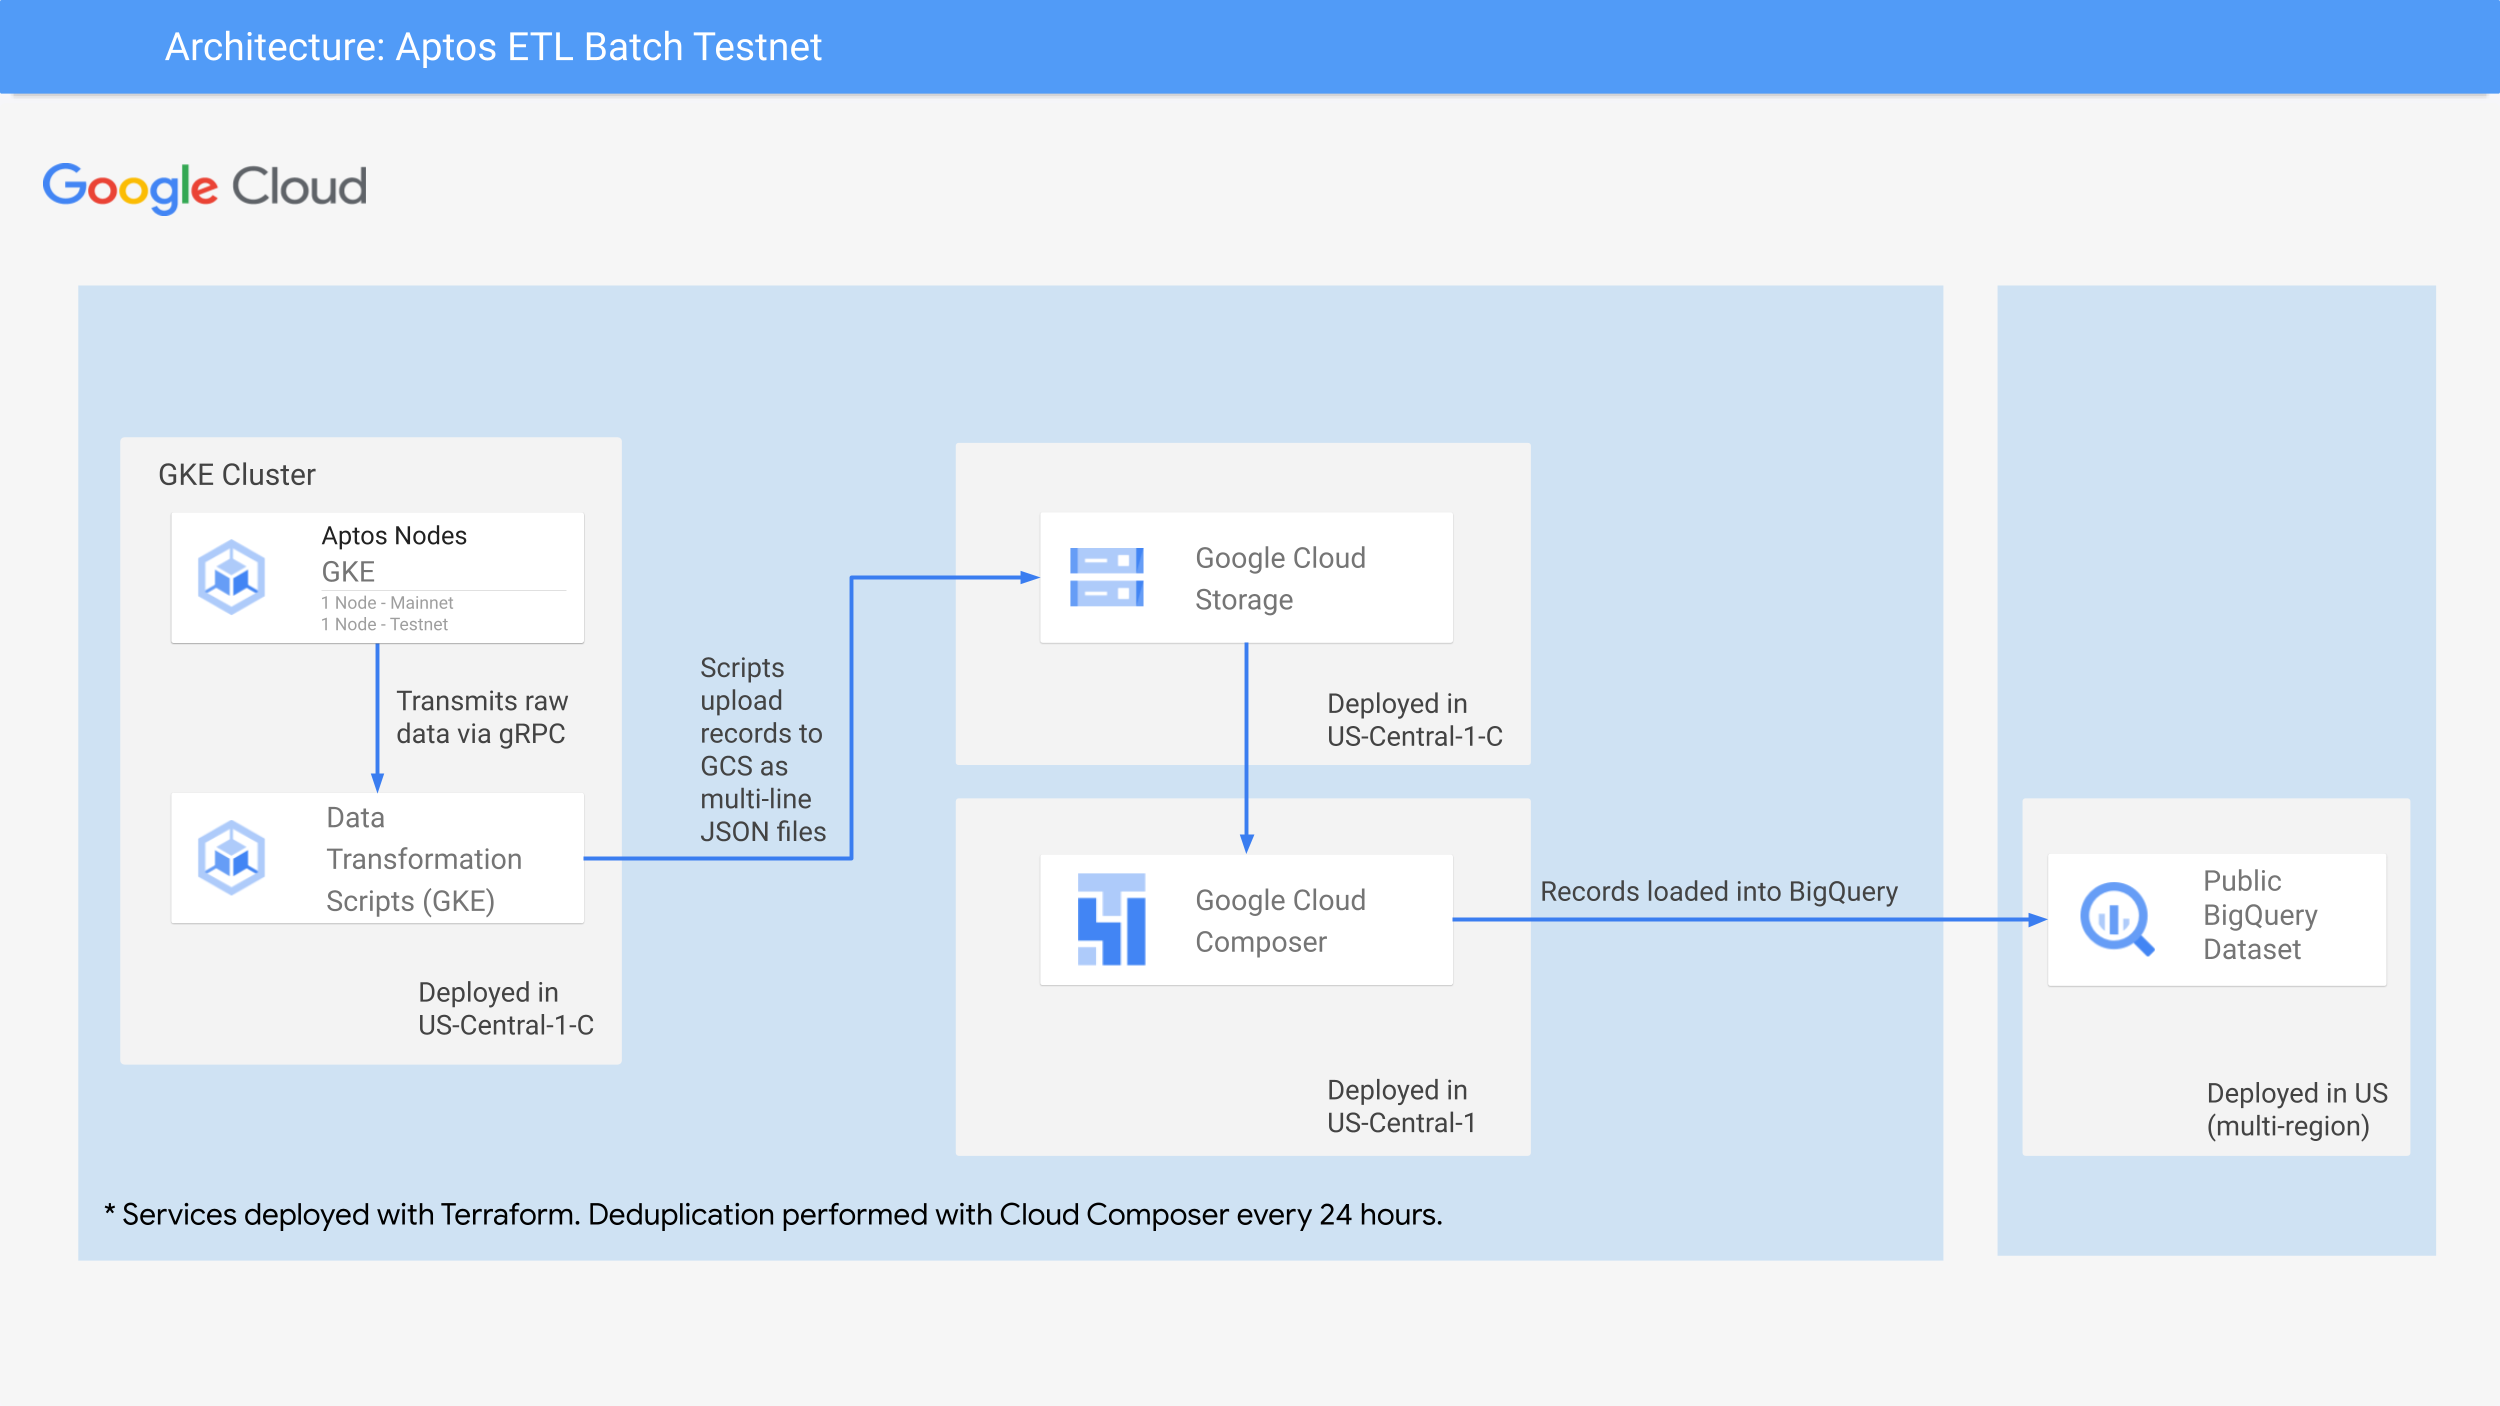 Architecture: Aptos ETL Batch Testnet
Google Cloud
GKE Cluster
Aptos Nodes
GKE
1 Node - Mainnet
1 Node - Testnet
Transmits raw
data via gRPC
Data
Transformation
Scripts (GKE)
Deployed in
US-Central-1-C
Scripts
upload
records to
GCS as
multi-line
JSON files
Google Cloud
Storage
Deployed in
US-Central-1-C
Google Cloud
Composer
Deployed in
US-Central-1
Records loaded into BigQuery
Public
BigQuery
Dataset
Deployed in US
(multi-region)
* Services deployed with Terraform. Deduplication performed with Cloud Composer every 24 hours.